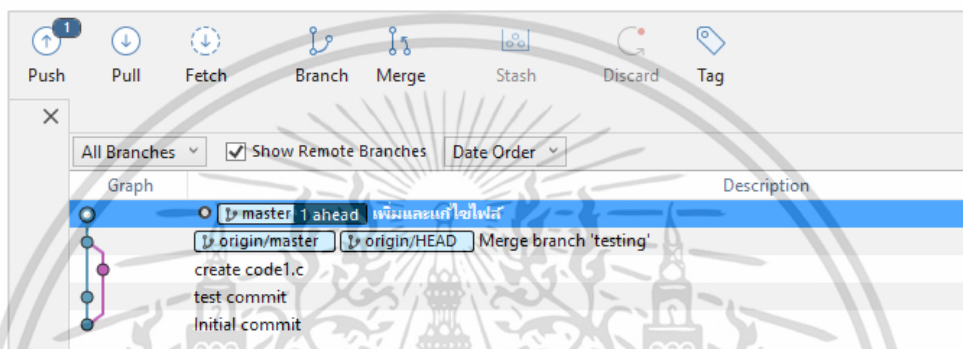 1
Push Pull Fetch Branch Merge Stash Discard Tag
All Branches Show Remote Branches Date Order
Graph Description
master 1 ahead เพิ่มและแก้ไขไฟล์
origin/master origin/HEAD Merge branch 'testing'
create code1.c
test commit
Initial commit